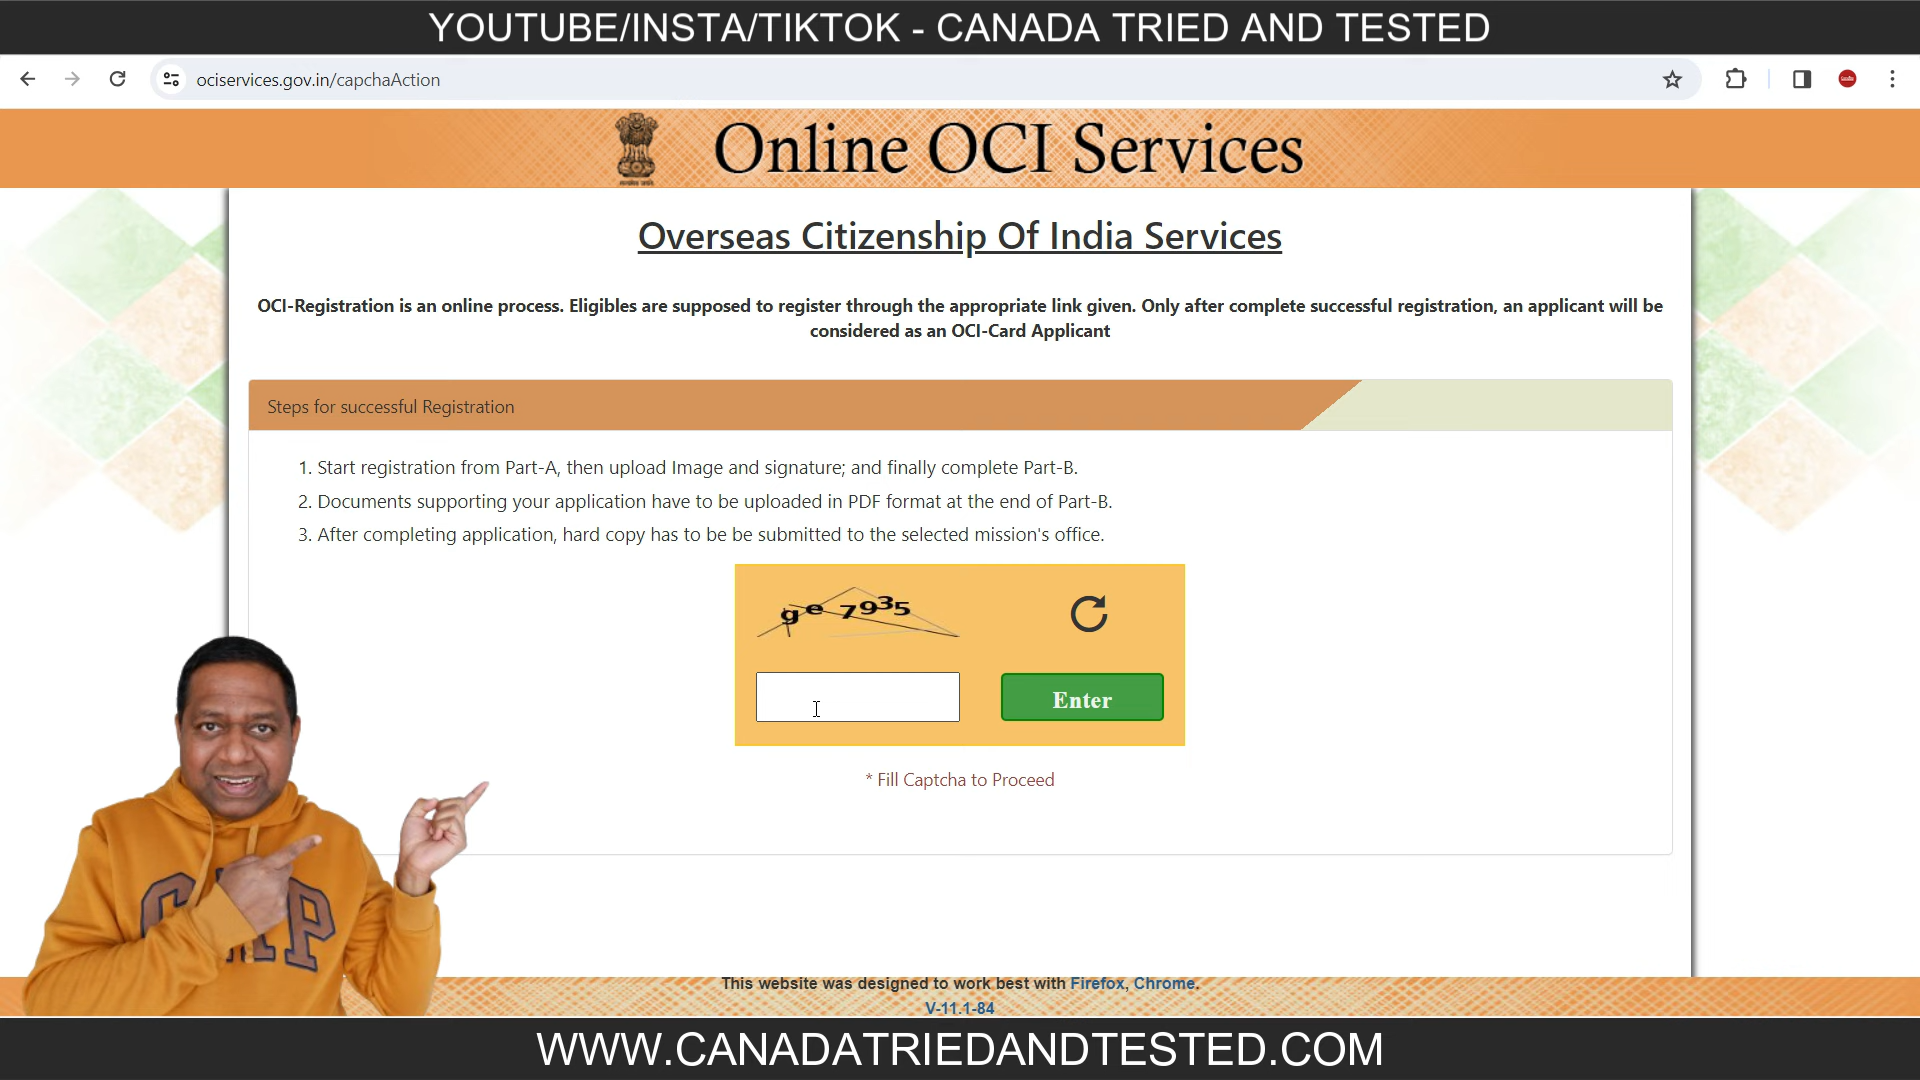 YOUTUBE/INSTA/TIKTOK - CANADA TRIED AND TESTED
ociservices.gov.in/capchaAction
Online OCI Services
Overseas Citizenship Of India Services
OCI-Registration is an online process. Eligibles are supposed to register through the appropriate link given. Only after complete successful registration, an applicant will be
considered as an OCI-Card Applicant
Steps for successful Registration
1. Start registration from Part-A, then upload Image and signature; and finally complete Part-B.
2. Documents supporting your application have to be uploaded in PDF format at the end of Part-B.
3. After completing application, hard copy has to be be submitted to the selected mission's office.
ge 7935
Enter
* Fill Captcha to Proceed
This website was designed to work best with Firefox, Chrome.
V-11.1-84
WWW.CANADATRIEDANDTESTED.COM